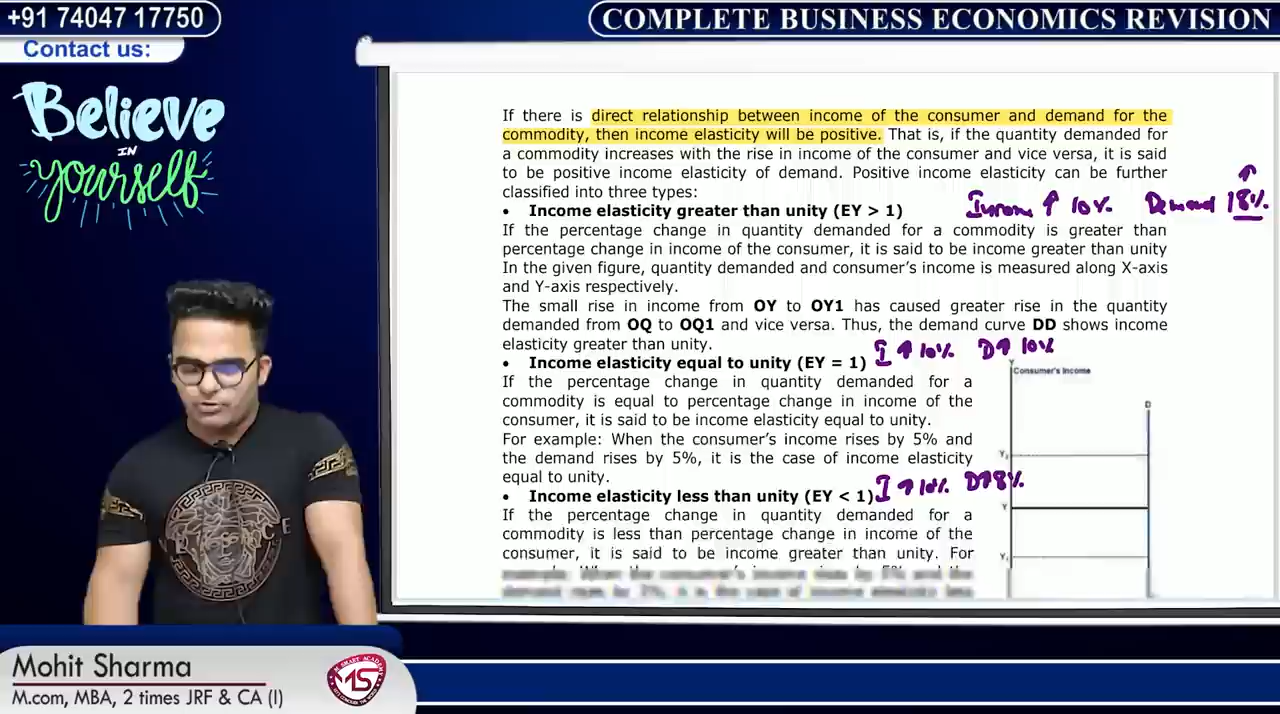 +91 74047 17750
COMPLETE BUSINESS ECONOMICS REVISION
Contact us:
Believe
IN
yourself
If there is direct relationship between income of the consumer and demand for the
commodity, then income elasticity will be positive. That is, if the quantity demanded for
a commodity increases with the rise in income of the consumer and vice versa, it is said
to be positive income elasticity of demand. Positive income elasticity can be further
classified into three types:
• Income elasticity greater than unity (EY > 1)
Income ↑ 10% Demand ↑ 18%
If the percentage change in quantity demanded for a commodity is greater than
percentage change in income of the consumer, it is said to be income greater than unity
In the given figure, quantity demanded and consumer's income is measured along X-axis
and Y-axis respectively.
The small rise in income from OY to OY1 has caused greater rise in the quantity
demanded from OQ to OQ1 and vice versa. Thus, the demand curve DD shows income
elasticity greater than unity.
• Income elasticity equal to unity (EY = 1)
I ↑ 10% D↑ 10%
If the percentage change in quantity demanded for a
commodity is equal to percentage change in income of the
consumer, it is said to be income elasticity equal to unity.
For example: When the consumer's income rises by 5% and
the demand rises by 5%, it is the case of income elasticity
equal to unity.
• Income elasticity less than unity (EY < 1)
I ↑ 10% D↑ 8%
If the percentage change in quantity demanded for a
commodity is less than percentage change in income of the
consumer, it is said to be income greater than unity. For
Y
Consumer's Income
D
Y
Mohit Sharma
M.com, MBA, 2 times JRF & CA (I)
MS